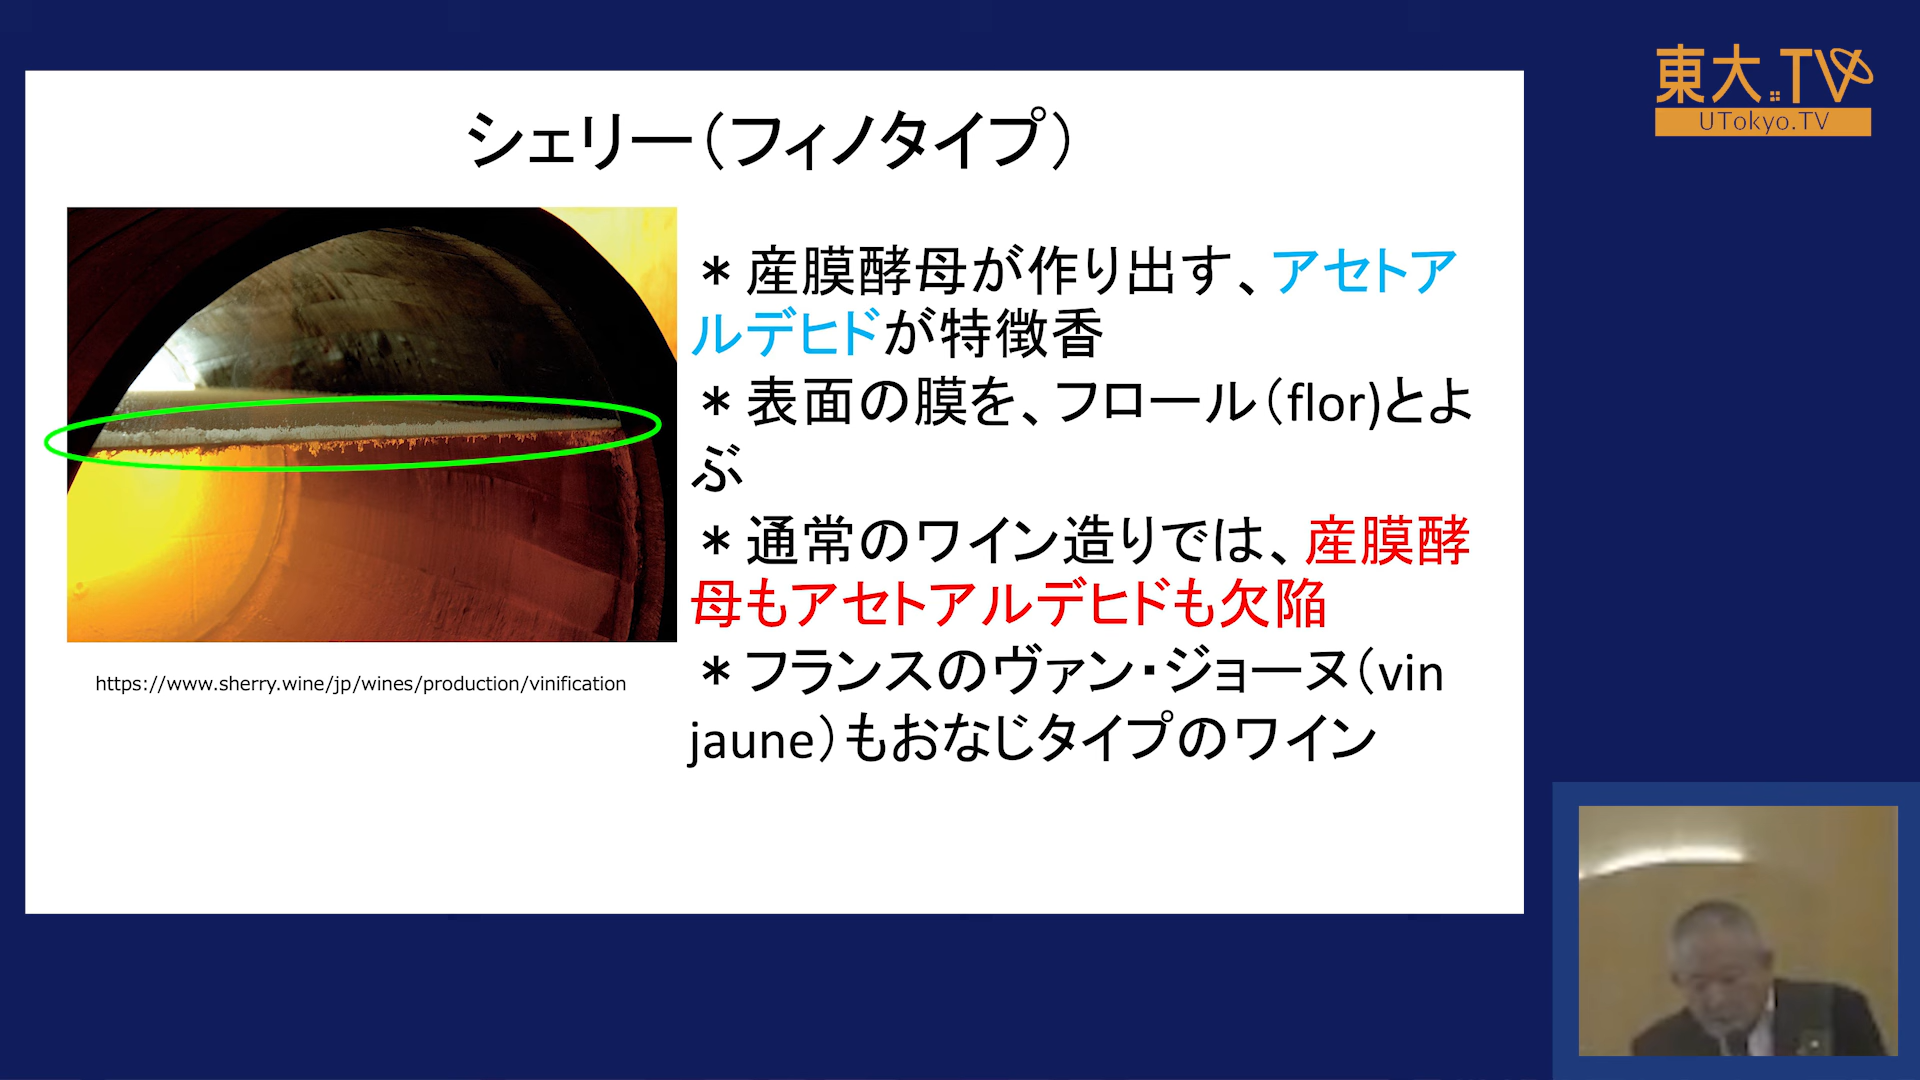 東大TV
UTokyo.TV
シェリー（フィノタイプ）
＊産膜酵母が作り出す、アセトア
ルデヒドが特徴香
＊表面の膜を、フロール（flor)とよ
ぶ
＊通常のワイン造りでは、産膜酵
母もアセトアルデヒドも欠陥
＊フランスのヴァン・ジョーヌ（vin
jaune）もおなじタイプのワイン
https://www.sherry.wine/jp/wines/production/vinification